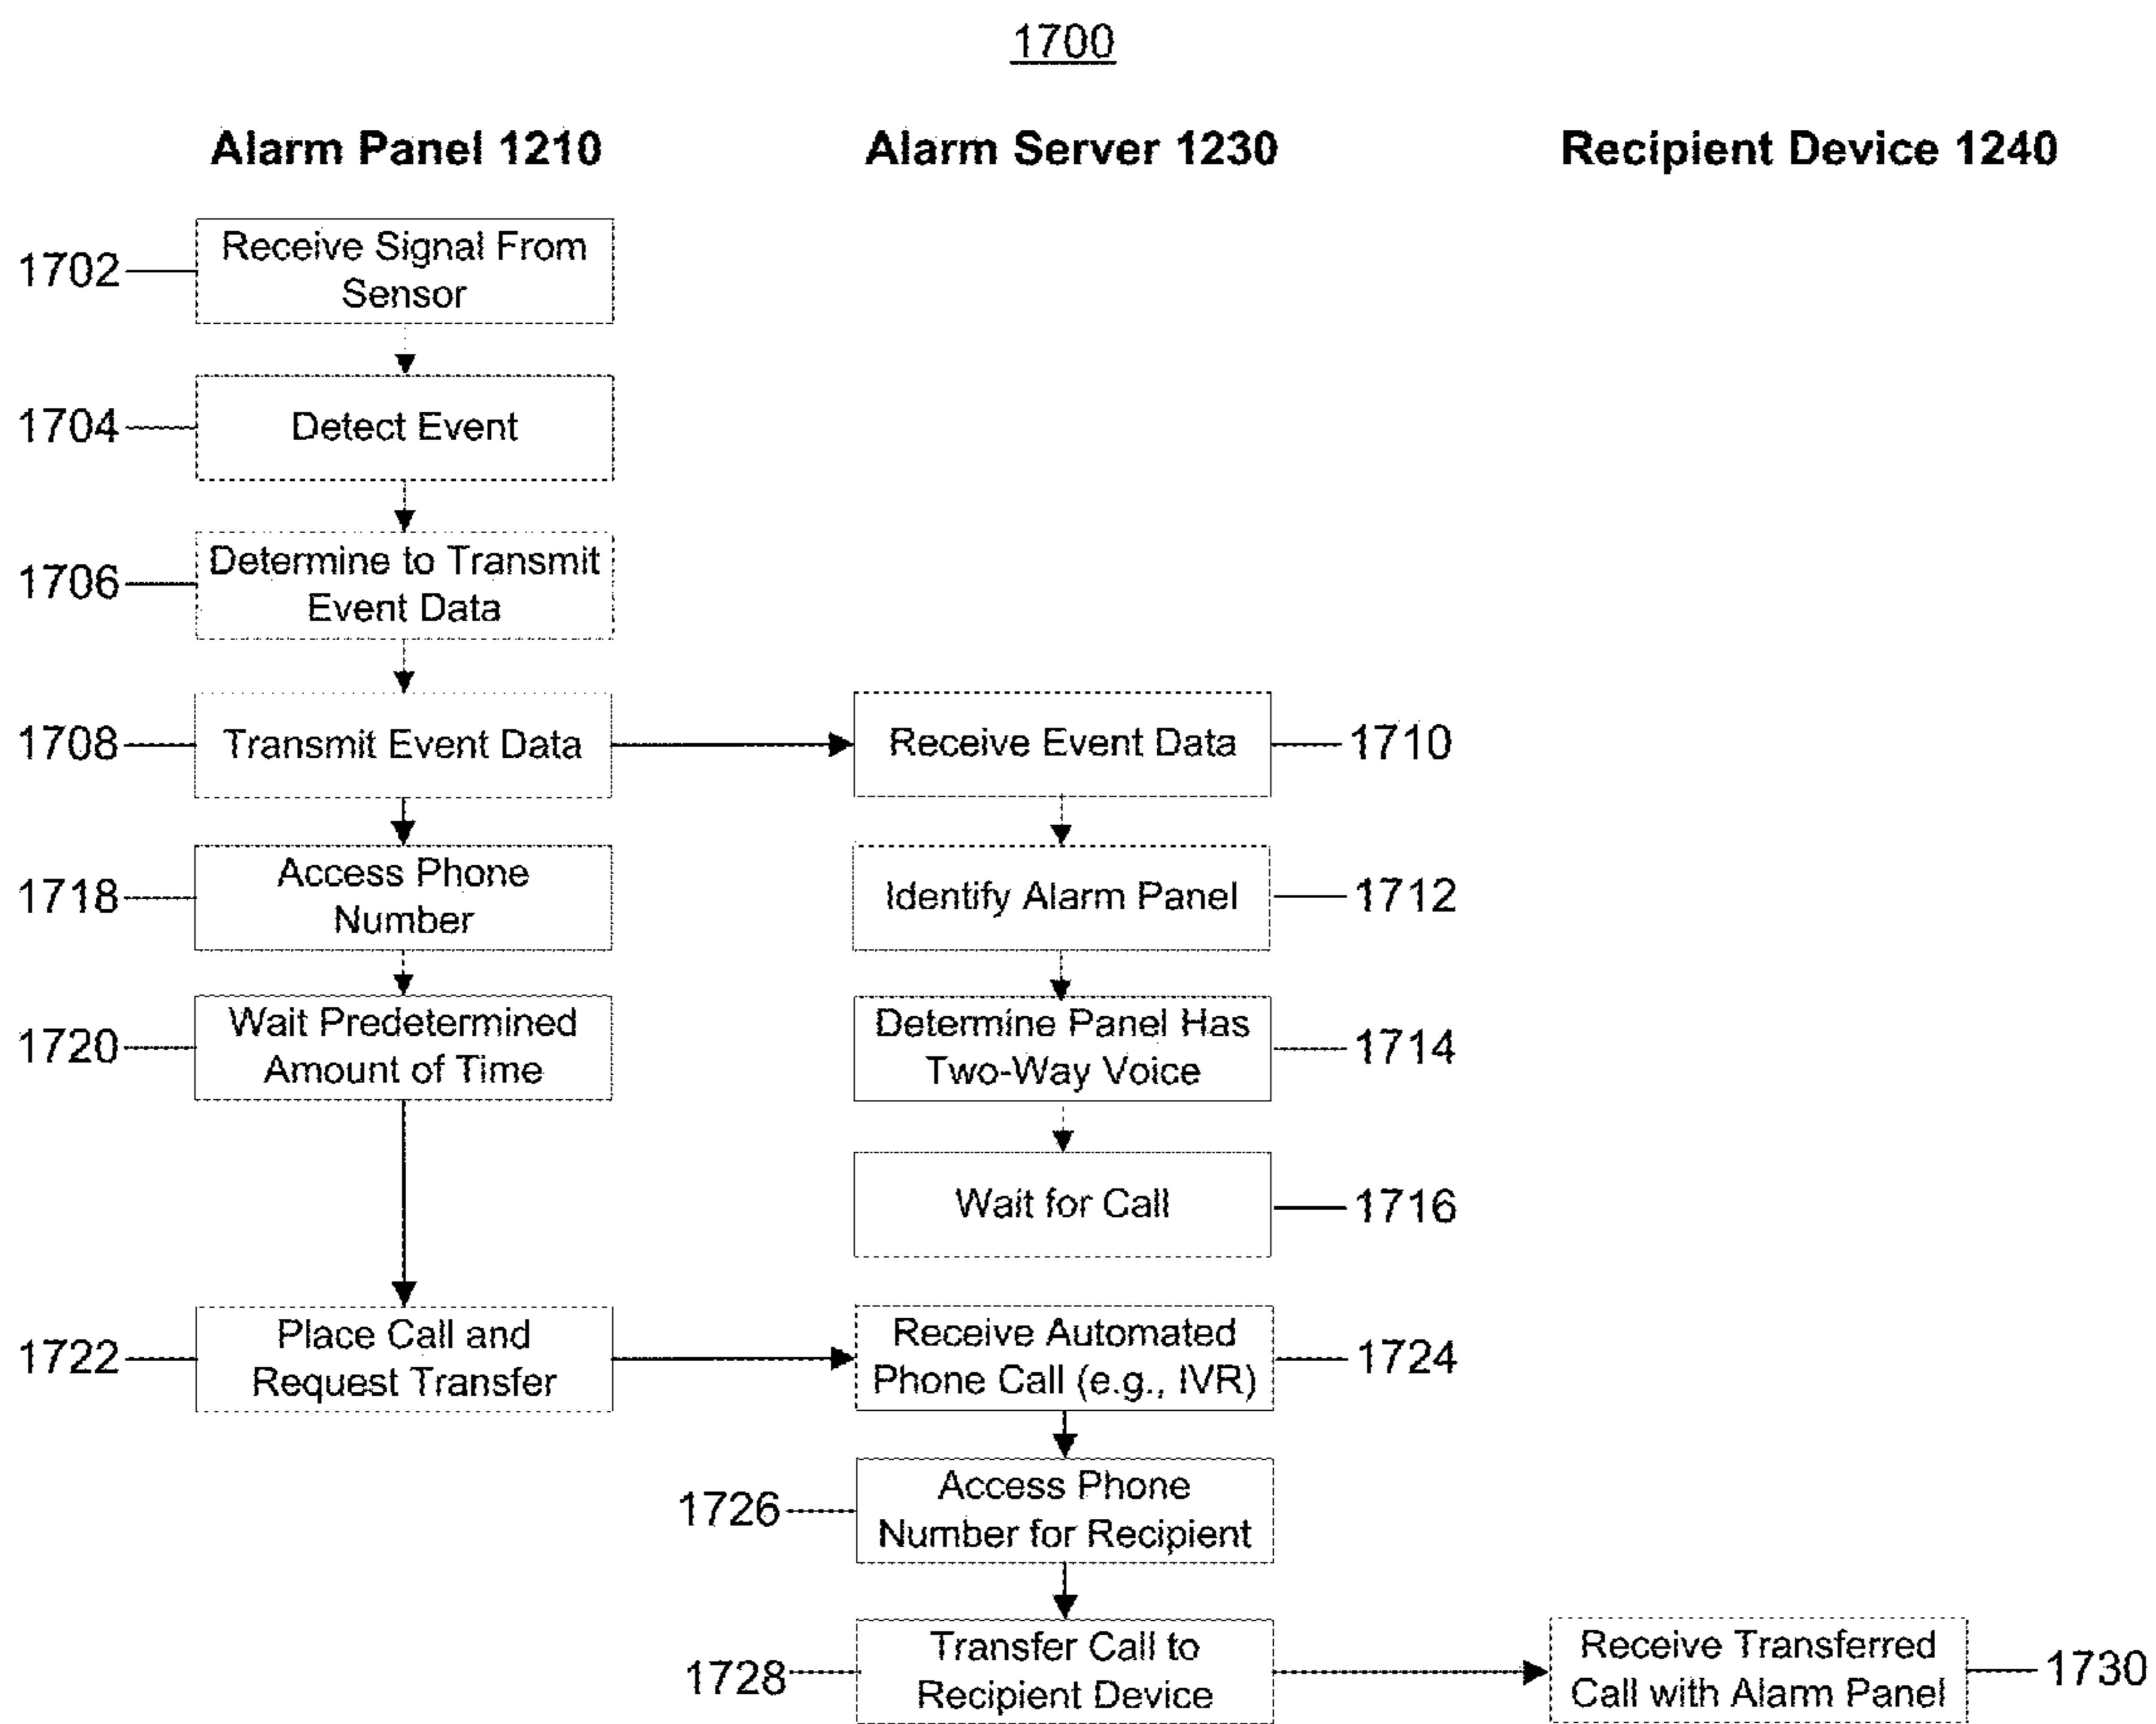 1700
Alarm Panel 1210
Alarm Server 1230
Recipient Device 1240
1702
Receive Signal From
Sensor
1704
Detect Event
1706
Determine to Transmit
Event Data
1708
Transmit Event Data
Receive Event Data
1710
1718
Access Phone
Number
Identify Alarm Panel
1712
1720
Wait Predetermined
Amount of Time
Determine Panel Has
Two-Way Voice
1714
Wait for Call
1716
1722
Place Call and
Request Transfer
Receive Automated
Phone Call (e.g., IVR)
1724
1726
Access Phone
Number for Recipient
1728
Transfer Call to
Recipient Device
Receive Transferred
Call with Alarm Panel
1730